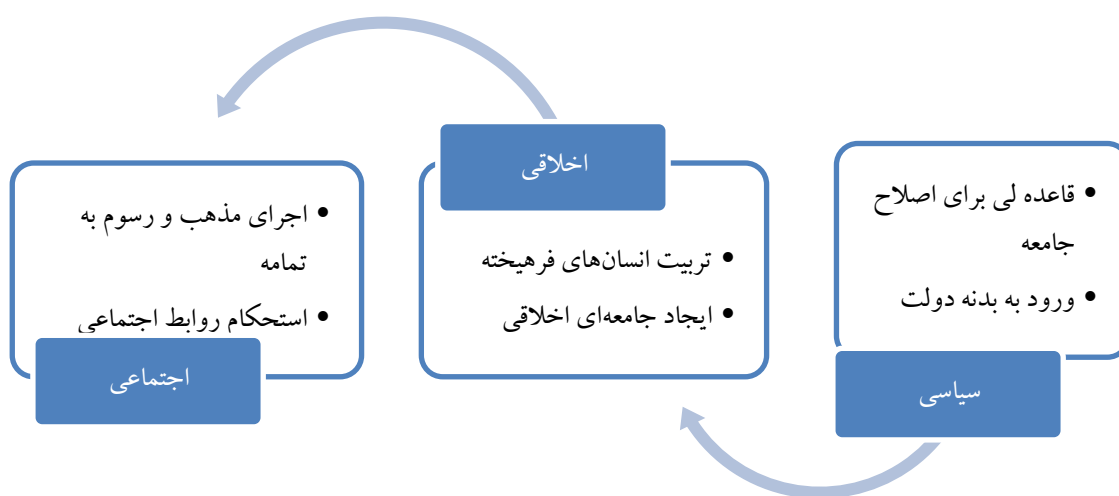 • قاعده لی برای اصلاح
جامعه
• ورود به بدنه دولت
سیاسی
اخلاقی
• تربیت انسان‌های فرهیخته
• ایجاد جامعه‌ای اخلاقی
• اجرای مذهب و رسوم به
تمامه
• استحکام روابط اجتماعی
اجتماعی